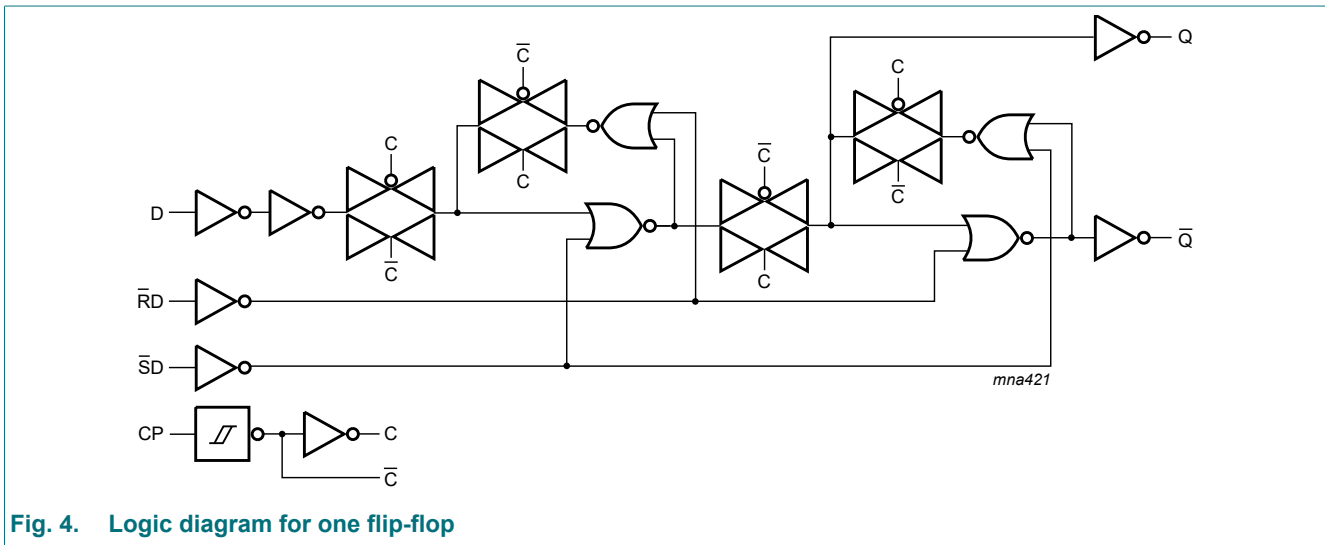 C̅
C
Q
C
C̅
C
C
C̅
D
C̅
C
Q̅
R̅D
S̅D
mna421
CP
C
C̅
Fig. 4. Logic diagram for one flip-flop